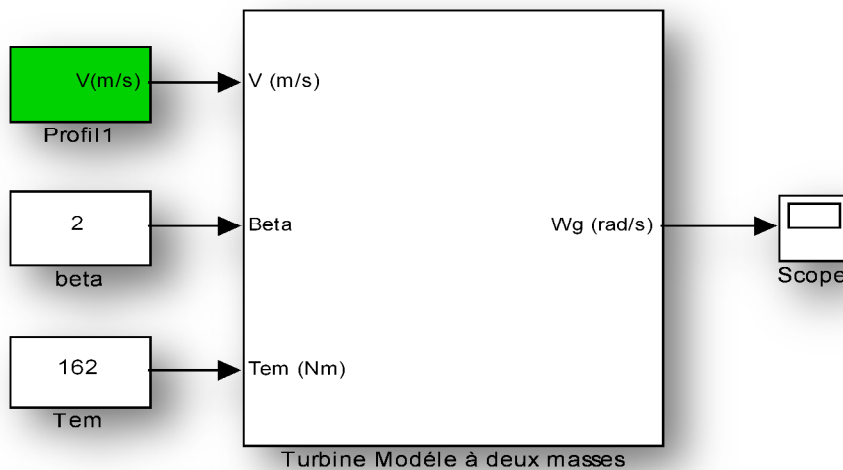 V(m/s)
Profil1
2
beta
162
Tem
V (m/s)
Beta
Tem (Nm)
Wg (rad/s)
Turbine Modéle à deux masses
Scope